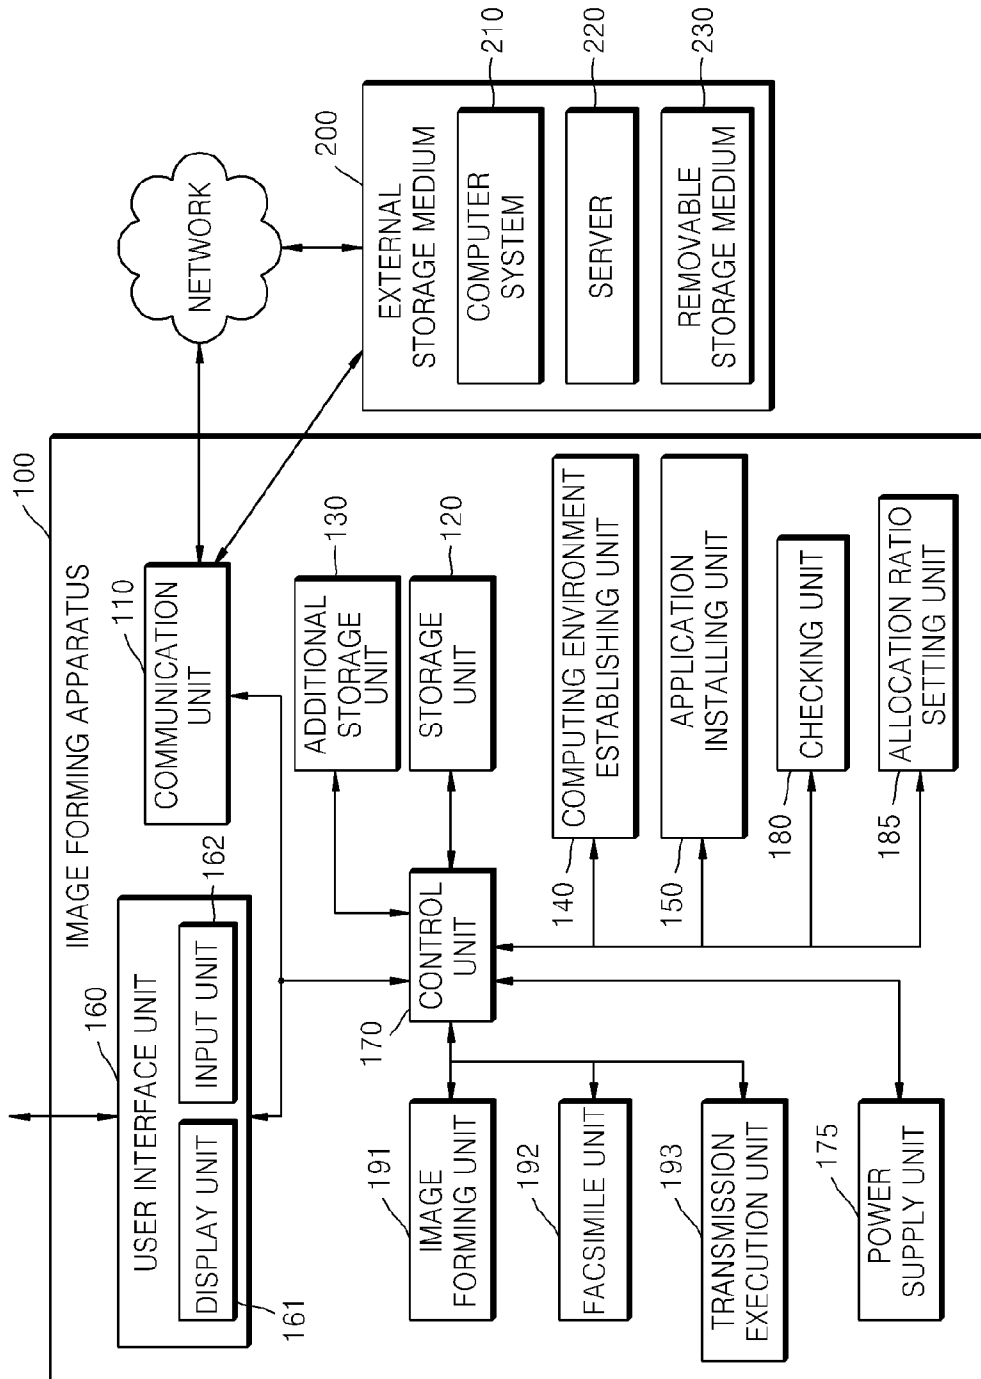 100
IMAGE FORMING APPARATUS
160
USER INTERFACE UNIT
DISPLAY UNIT
161
INPUT UNIT
162
110
COMMUNICATION
UNIT
NETWORK
200
EXTERNAL
STORAGE MEDIUM
COMPUTER
SYSTEM
210
SERVER
220
REMOVABLE
STORAGE MEDIUM
230
ADDITIONAL
STORAGE
UNIT
130
STORAGE
UNIT
120
CONTROL
UNIT
170
191
IMAGE
FORMING UNIT
192
FACSIMILE UNIT
193
TRANSMISSION
EXECUTION UNIT
175
POWER
SUPPLY UNIT
140
COMPUTING ENVIRONMENT
ESTABLISHING UNIT
150
APPLICATION
INSTALLING UNIT
180
CHECKING UNIT
185
ALLOCATION RATIO
SETTING UNIT